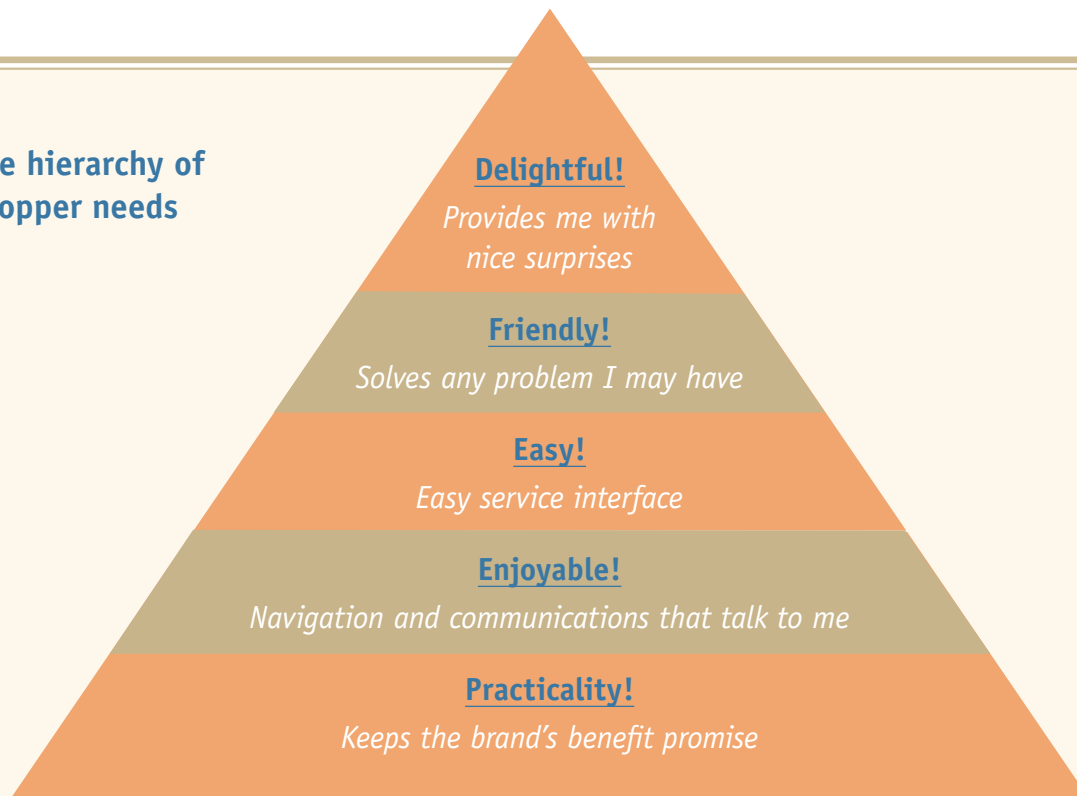 e hierarchy of
opper needs
Delightful!
Provides me with
nice surprises
Friendly!
Solves any problem I may have
Easy!
Easy service interface
Enjoyable!
Navigation and communications that talk to me
Practicality!
Keeps the brand’s benefit promise